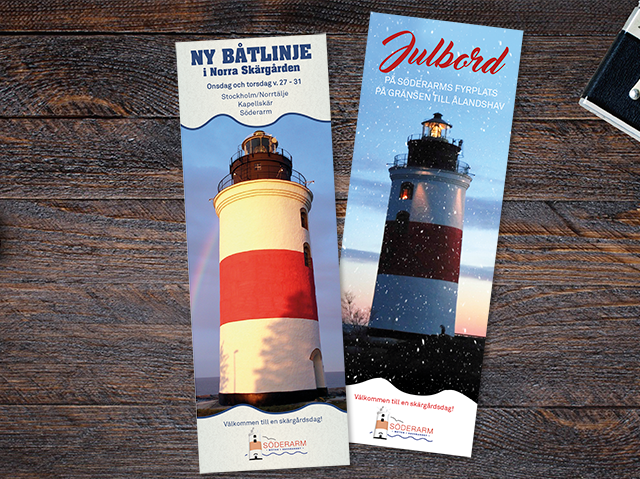 NY BÅTLINJE
i Norra Skärgården
Onsdag och torsdag v. 27 - 31
Stockholm/Norrtälje
Kapellskär
Söderarm
Välkommen till en skärgårdsdag!
SÖDERARM
Julbord
PÅ SÖDERARMS FYRPLATS
PÅ GRÄNSEN TILL ÅLANDSHAV
Välkommen till en skärgårdsdag!
SÖDERARM